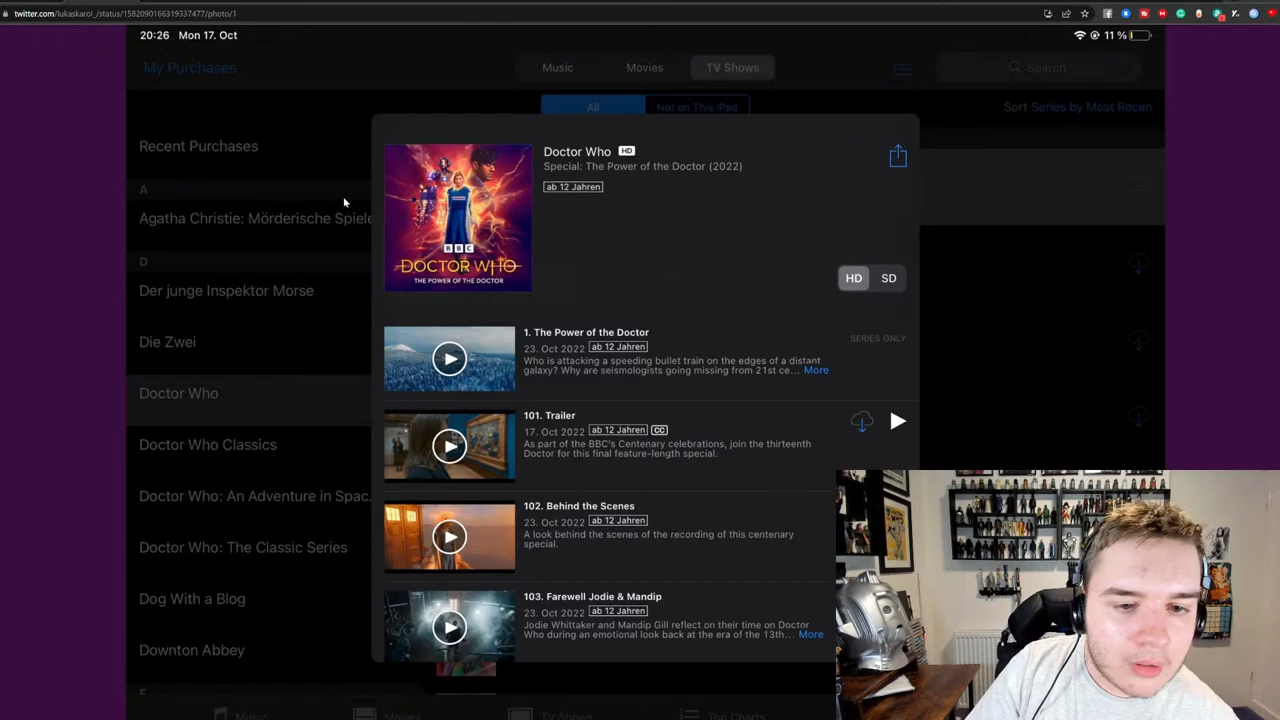 twitter.com/lukaskarol_/status/1582090166319337477/photo/1
20:26 Mon 17. Oct
11 %
My Purchases
Music
Movies
TV Shows
Search
All
Not on This iPad
Sort Series by Most Recen
Recent Purchases
A
Agatha Christie: Mörderische Spiele
D
Der junge Inspektor Morse
Die Zwei
Doctor Who
Doctor Who Classics
Doctor Who: An Adventure in Spac...
Doctor Who: The Classic Series
Dog With a Blog
Downton Abbey
BBC
DOCTOR WHO
THE POWER OF THE DOCTOR
Doctor Who HD
Special: The Power of the Doctor (2022)
ab 12 Jahren
HD
SD
1. The Power of the Doctor
23. Oct 2022 ab 12 Jahren
SERIES ONLY
Who is attacking a speeding bullet train on the edges of a distant
galaxy? Why are seismologists going missing from 21st ce... More
101. Trailer
17. Oct 2022 ab 12 Jahren CC
As part of the BBC's Centenary celebrations, join the thirteenth
Doctor for this final feature-length special.
102. Behind the Scenes
23. Oct 2022 ab 12 Jahren
A look behind the scenes of the recording of this centenary
special.
103. Farewell Jodie & Mandip
23. Oct 2022 ab 12 Jahren
Jodie Whittaker and Mandip Gill reflect on their time on Doctor
Who during an emotional look back at the era of the 13th... More
Music
Movies
TV Shows
Top Charts